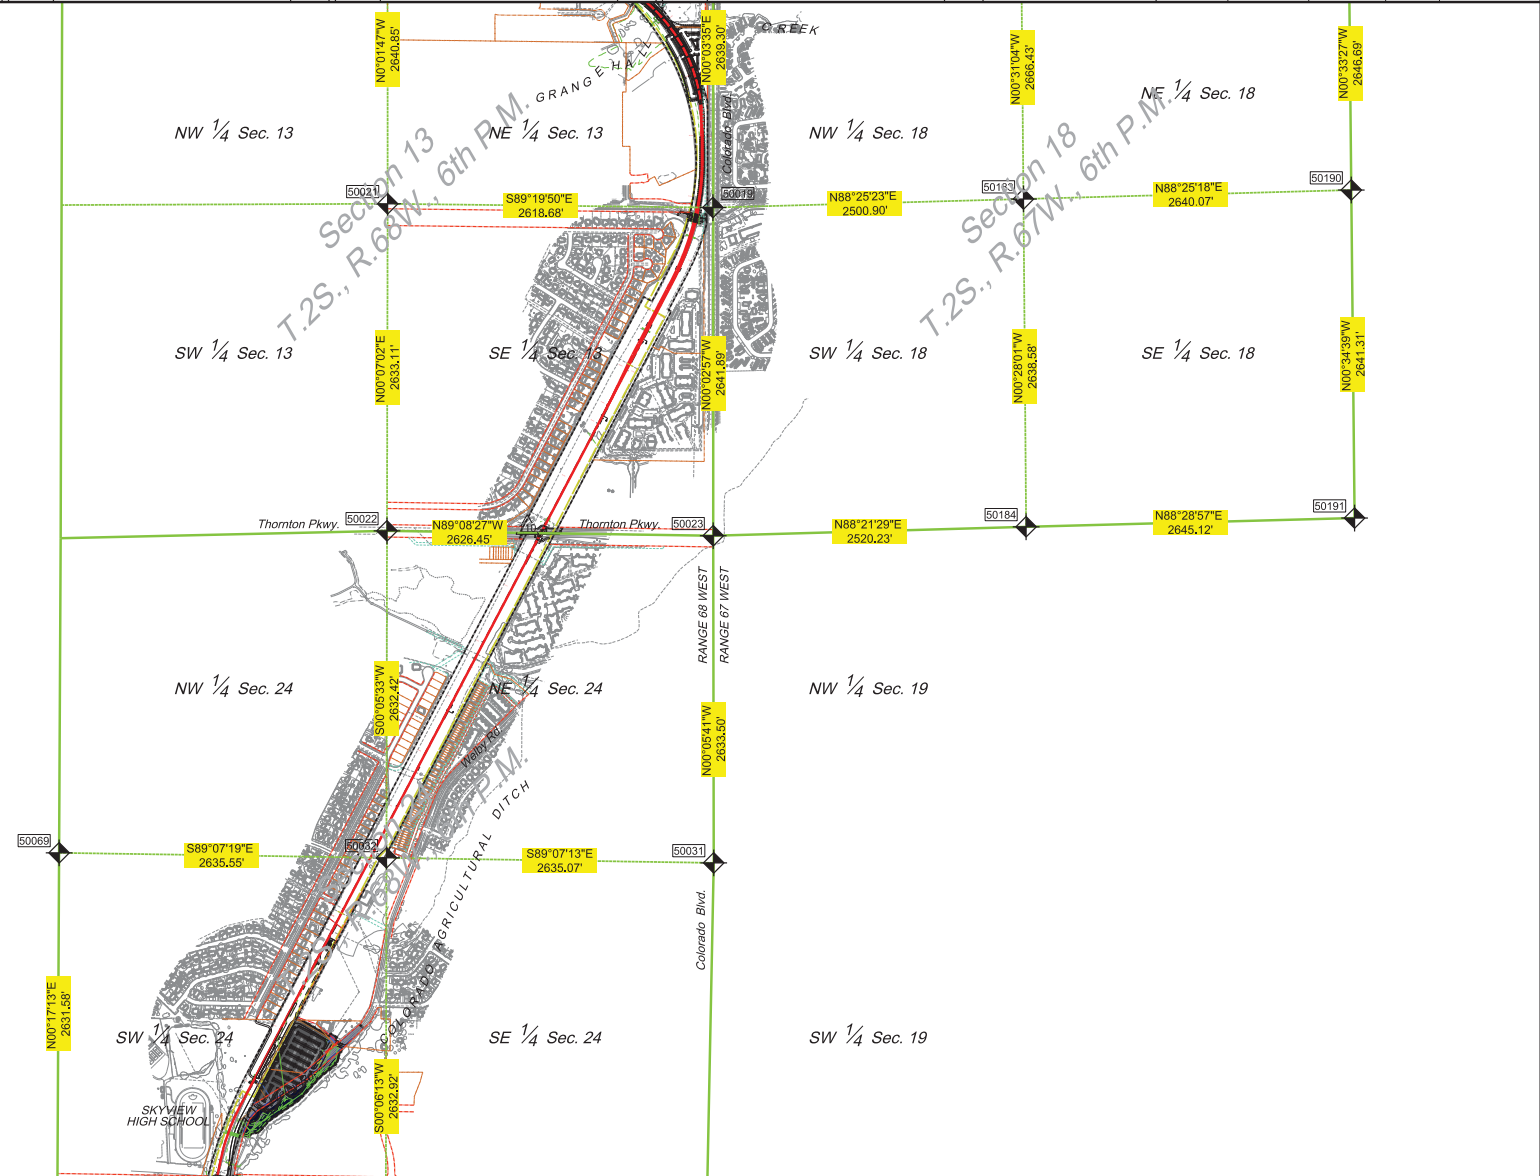 CREEK
GRANGE HALL
N0°01'47"W
2640.85'
N00°03'35"E
2639.30'
N00°31'04"W
2666.43'
N00°33'27"W
2646.69'
Colorado Blvd.
NW 1/4 Sec. 13
NE 1/4 Sec. 13
NW 1/4 Sec. 18
NE 1/4 Sec. 18
Section 13
T.2S., R.68W., 6th P.M.
Section 18
T.2S., R.67W., 6th P.M.
50021
50019
50183
50190
S89°19'50"E
2618.68'
N88°25'23"E
2500.90'
N88°25'18"E
2640.07'
SW 1/4 Sec. 13
SE 1/4 Sec. 13
SW 1/4 Sec. 18
SE 1/4 Sec. 18
N00°07'02"E
2633.11'
N00°02'57"W
2641.89'
N00°28'01"W
2638.58'
N00°34'39"W
2641.31'
Thornton Pkwy.
50022
N89°08'27"W
2626.45'
Thornton Pkwy.
50023
N88°21'29"E
2520.23'
50184
N88°28'57"E
2645.12'
50191
RANGE 68 WEST
RANGE 67 WEST
NW 1/4 Sec. 24
NE 1/4 Sec. 24
NW 1/4 Sec. 19
S00°05'33"W
2632.42'
N00°05'41"W
2633.50'
Welby Rd.
P.M.
COLORADO AGRICULTURAL DITCH
50069
S89°07'19"E
2635.55'
50032
S89°07'13"E
2635.07'
50031
Colorado Blvd.
N00°17'13"E
2631.58'
SW 1/4 Sec. 24
SE 1/4 Sec. 24
SW 1/4 Sec. 19
S00°06'13"W
2632.92'
SKYVIEW
HIGH SCHOOL